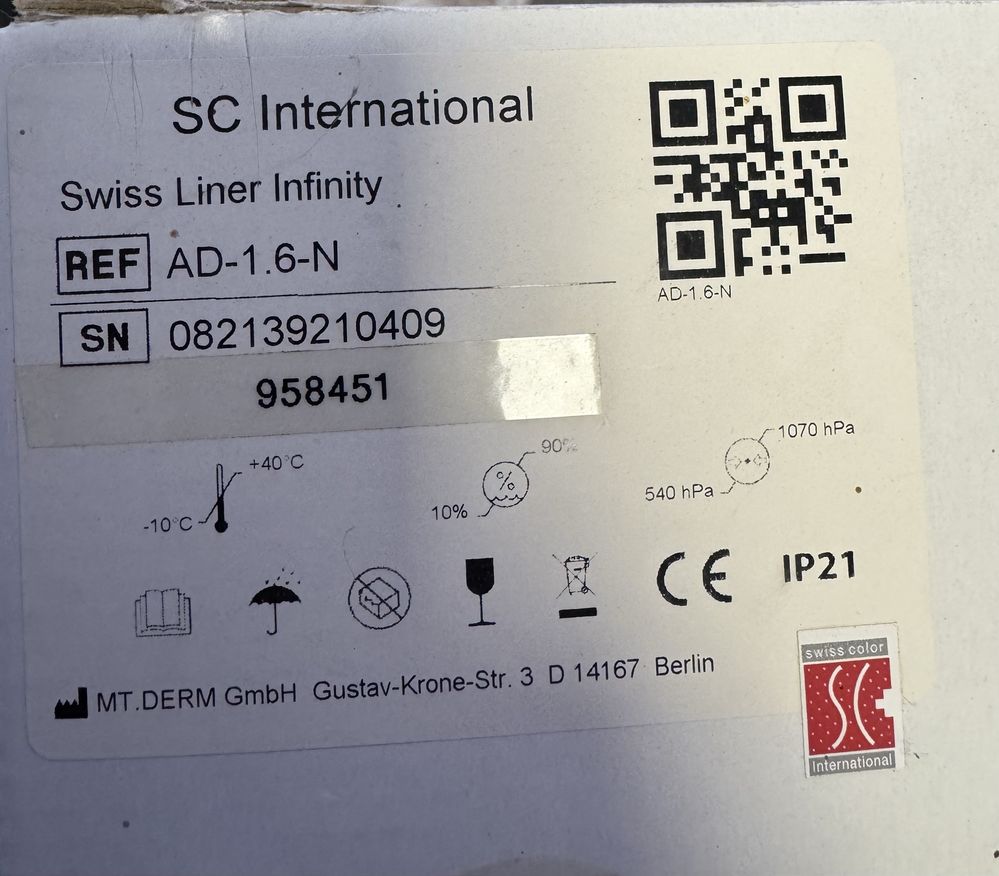 SC International
Swiss Liner Infinity
REF AD-1.6-N
AD-1.6-N
SN 082139210409
958451
+40°C
-10°C
90%
10%
1070 hPa
540 hPa
%
CE IP21
MT.DERM GmbH Gustav-Krone-Str. 3 D 14167 Berlin
swiss color
SC
International